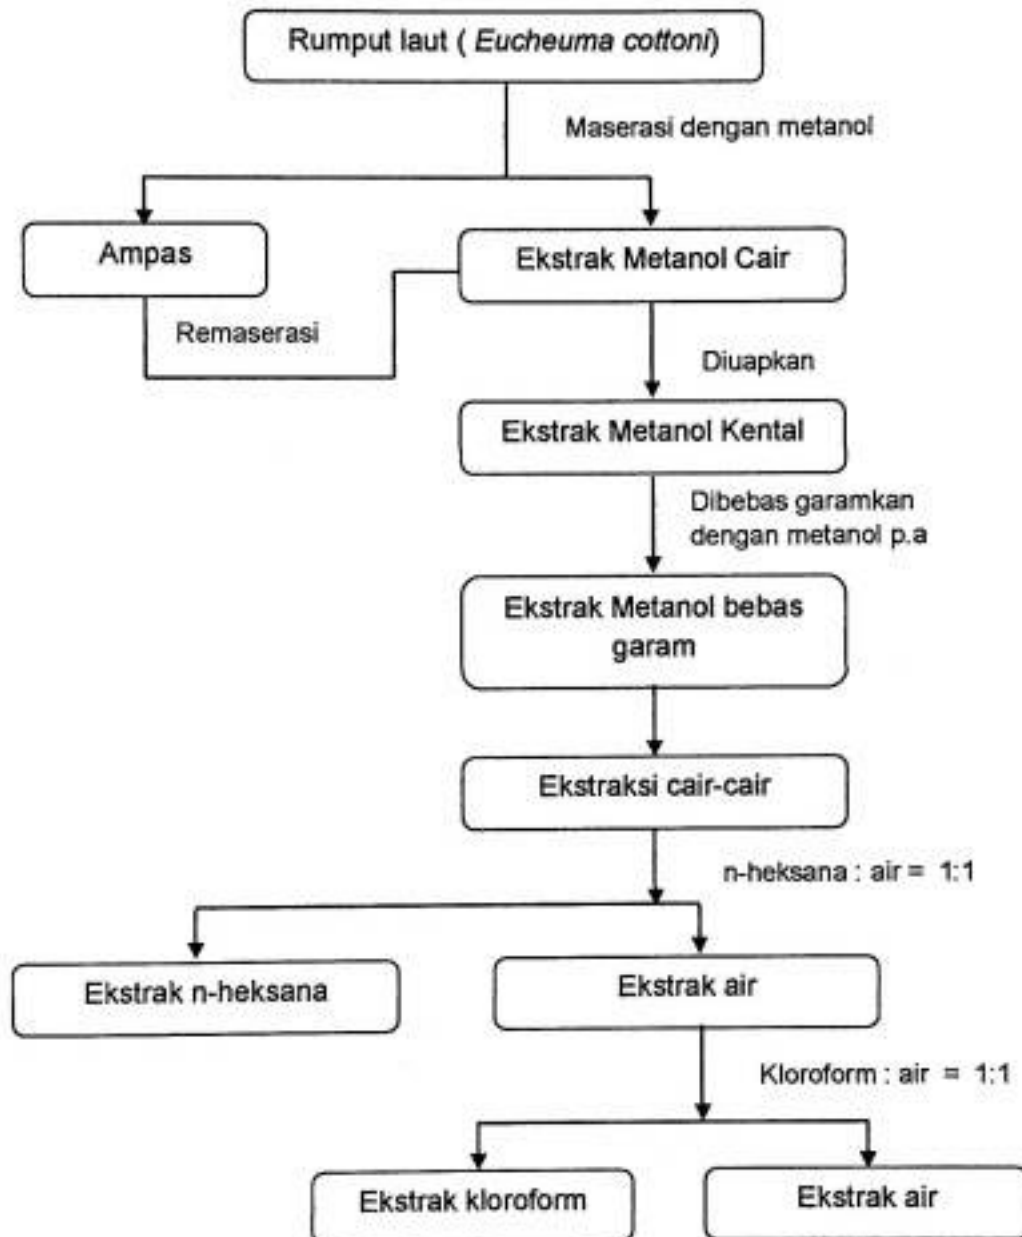 Rumput laut ( Eucheuma cottoni)
Maserasi dengan metanol
Ampas
Ekstrak Metanol Cair
Remaserasi
Diuapkan
Ekstrak Metanol Kental
Dibebas garamkan
dengan metanol p.a
Ekstrak Metanol bebas
garam
Ekstraksi cair-cair
n-heksana : air = 1:1
Ekstrak n-heksana
Ekstrak air
Kloroform : air = 1:1
Ekstrak kloroform
Ekstrak air